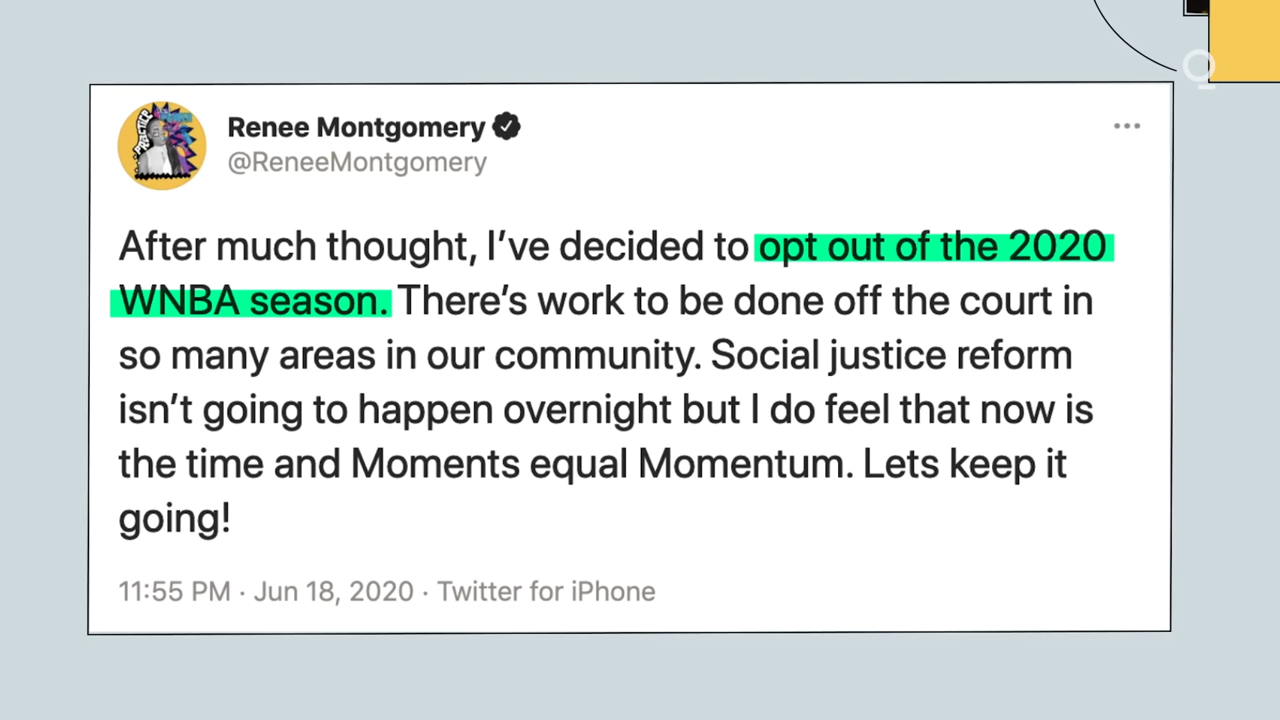 Renee Montgomery
@ReneeMontgomery
After much thought, I’ve decided to opt out of the 2020
WNBA season. There’s work to be done off the court in
so many areas in our community. Social justice reform
isn’t going to happen overnight but I do feel that now is
the time and Moments equal Momentum. Lets keep it
going!
11:55 PM · Jun 18, 2020 · Twitter for iPhone